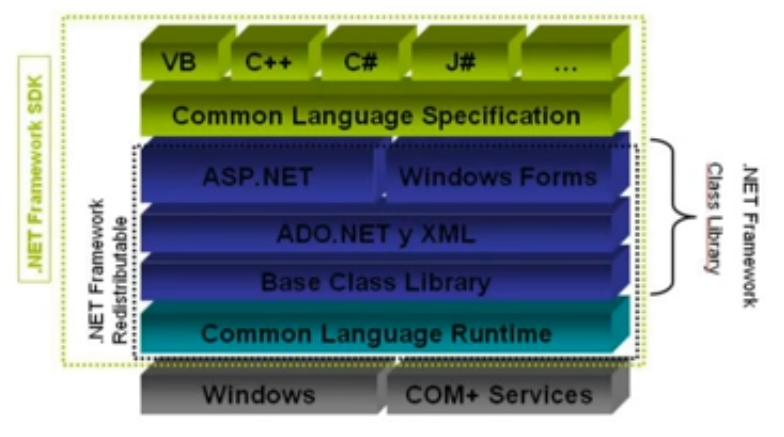 VB C++ C# J# ...
Common Language Specification
ASP.NET Windows Forms
ADO.NET y XML
Base Class Library
Common Language Runtime
Windows COM+ Services
.NET Framework SDK
.NET Framework
Redistributable
.NET Framework
Class Library